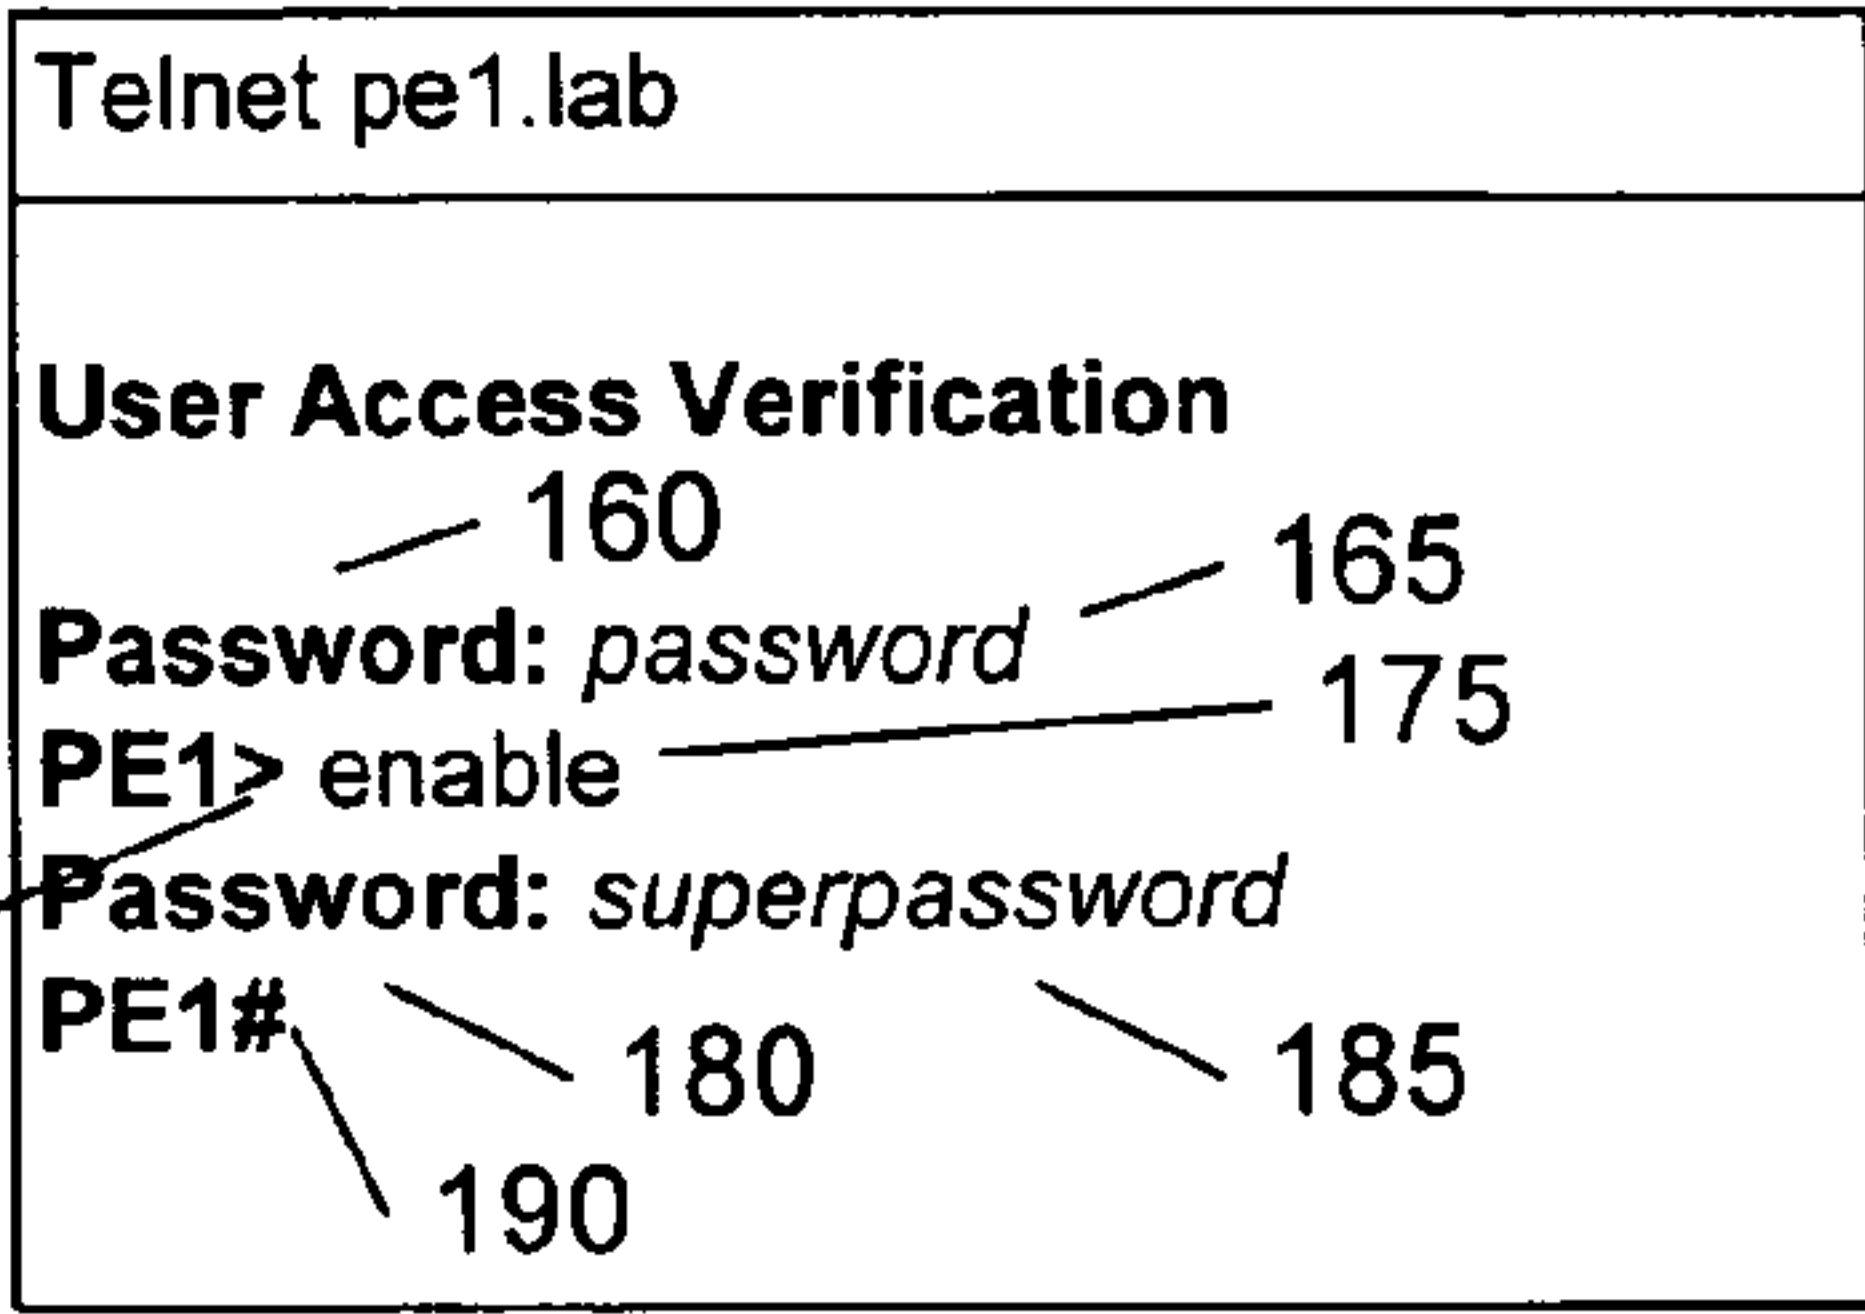 Telnet pe1.lab
User Access Verification
160
165
Password: password
175
PE1> enable
Password: superpassword
PE1#
180
185
190